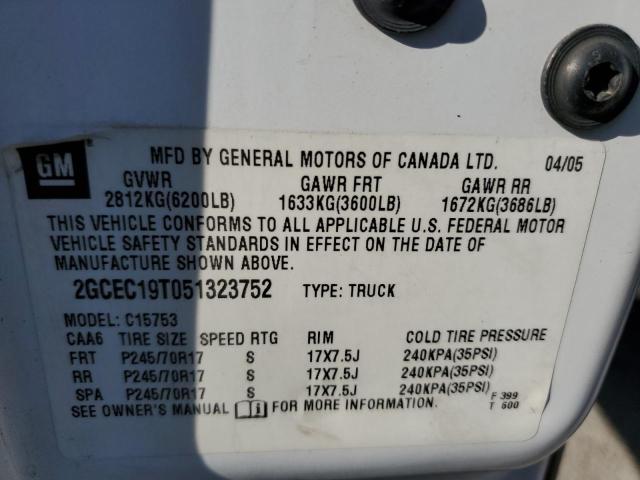 GM
MFD BY GENERAL MOTORS OF CANADA LTD. 04/05
GVWR GAWR FRT GAWR RR
2812KG(6200LB) 1633KG(3600LB) 1672KG(3686LB)
THIS VEHICLE CONFORMS TO ALL APPLICABLE U.S. FEDERAL MOTOR
VEHICLE SAFETY STANDARDS IN EFFECT ON THE DATE OF
MANUFACTURE SHOWN ABOVE.
2GCEC19T051323752 TYPE: TRUCK
MODEL: C15753
CAA6 TIRE SIZE SPEED RTG RIM COLD TIRE PRESSURE
FRT P245/70R17 S 17X7.5J 240KPA(35PSI)
RR P245/70R17 S 17X7.5J 240KPA(35PSI)
SPA P245/70R17 S 17X7.5J 240KPA(35PSI) F 399
SEE OWNER'S MANUAL FOR MORE INFORMATION. T 600